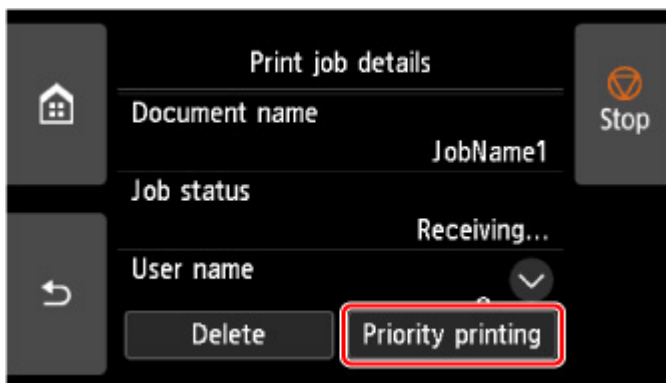 Print job details
Document name
JobName1
Stop
Job status
Receiving...
User name
Delete
Priority printing